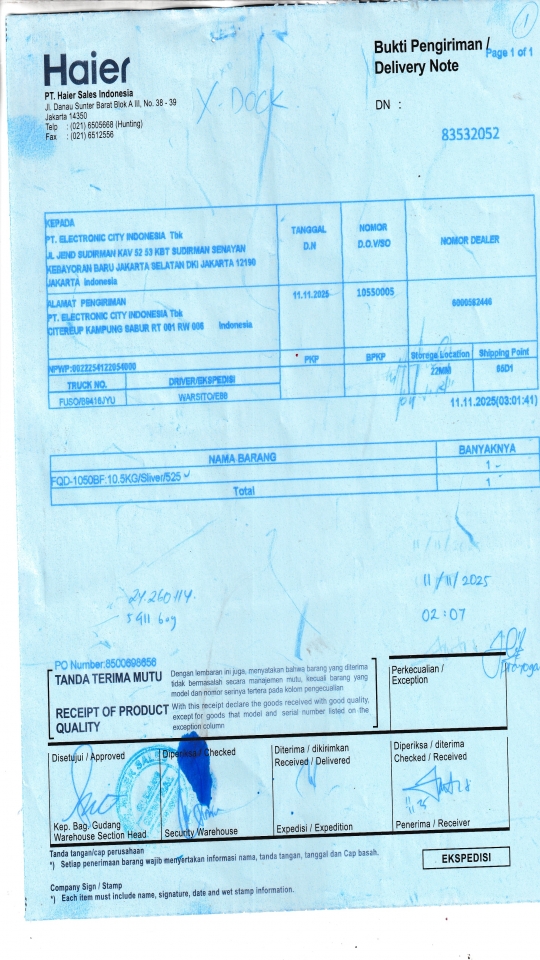 Haier
PT. Haier Sales Indonesia
Jl. Danau Sunter Barat Blok A III, No. 38 - 39
Jakarta 14350
Telp : (021) 6505668 (Hunting)
Fax : (021) 6512556
X-DOCK
1
Bukti Pengiriman /
Delivery Note
Page 1 of 1
DN :
83532052
KEPADA
PT. ELECTRONIC CITY INDONESIA Tbk
JL JEND SUDIRMAN KAV 52 53 KBT SUDIRMAN SENAYAN
KEBAYORAN BARU JAKARTA SELATAN DKI JAKARTA 12190
JAKARTA Indonesia
TANGGAL
D.N
NOMOR
D.O.V/SO
NOMOR DEALER
ALAMAT PENGIRIMAN
PT. ELECTRONIC CITY INDONESIA Tbk
CITEREUP KAMPUNG SABUR RT 001 RW 006 Indonesia
11.11.2025
10550005
6000582446
NPWP:0022254122054000
PKP
BPKP
Storege Location
Shipping Point
22MM
85D1
TRUCK NO.
DRIVER/EKSPEDISI
FUSO/B9416JYU
WARSITO/E80
11.11.2025(03:01:41)
NAMA BARANG
BANYAKNYA
FQD-1050BF:10.5KG/Sliver/525
1
Total
1
11/11/2025
02:07
PO Number:8500698656
TANDA TERIMA MUTU
Dengan lembaran ini juga, menyatakan bahwa barang yang diterima
tidak bermasalah secara manajemen mutu, kecuali barang yang
model dan nomor serinya tertera pada kolom pengecualian
RECEIPT OF PRODUCT
QUALITY
With this receipt declare the goods received with good quality,
except for goods that model and serial number listed on the
exception column
Perkecualian /
Exception
Disetujui / Approved
Diperiksa / Checked
Diterima / dikirimkan
Received / Delivered
Diperiksa / diterima
Checked / Received
Kep. Bag. Gudang
Warehouse Section Head
Security Warehouse
Expedisi / Expedition
Penerima / Receiver
Tanda tangan/cap perusahaan
*) Setiap penerimaan barang wajib menyertakan informasi nama, tanda tangan, tanggal dan Cap basah.
EKSPEDISI
Company Sign / Stamp
*) Each item must include name, signature, date and wet stamp information.